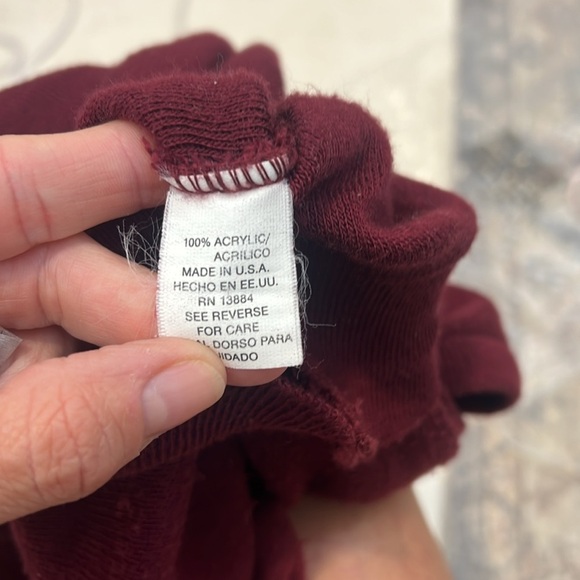 100% ACRYLIC/
ACRILICO
MADE IN U.S.A.
HECHO EN EE.UU.
RN 13884
SEE REVERSE
FOR CARE
DORSO PARA